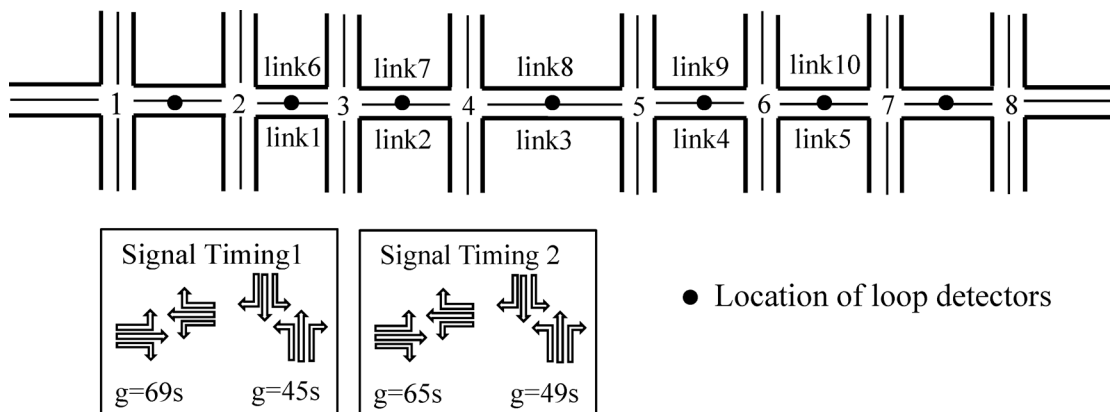 link6 link7 link8 link9 link10
1 2 3 4 5 6 7 8
link1 link2 link3 link4 link5
Signal Timing1 Signal Timing 2
Location of loop detectors
g=69s g=45s g=65s g=49s